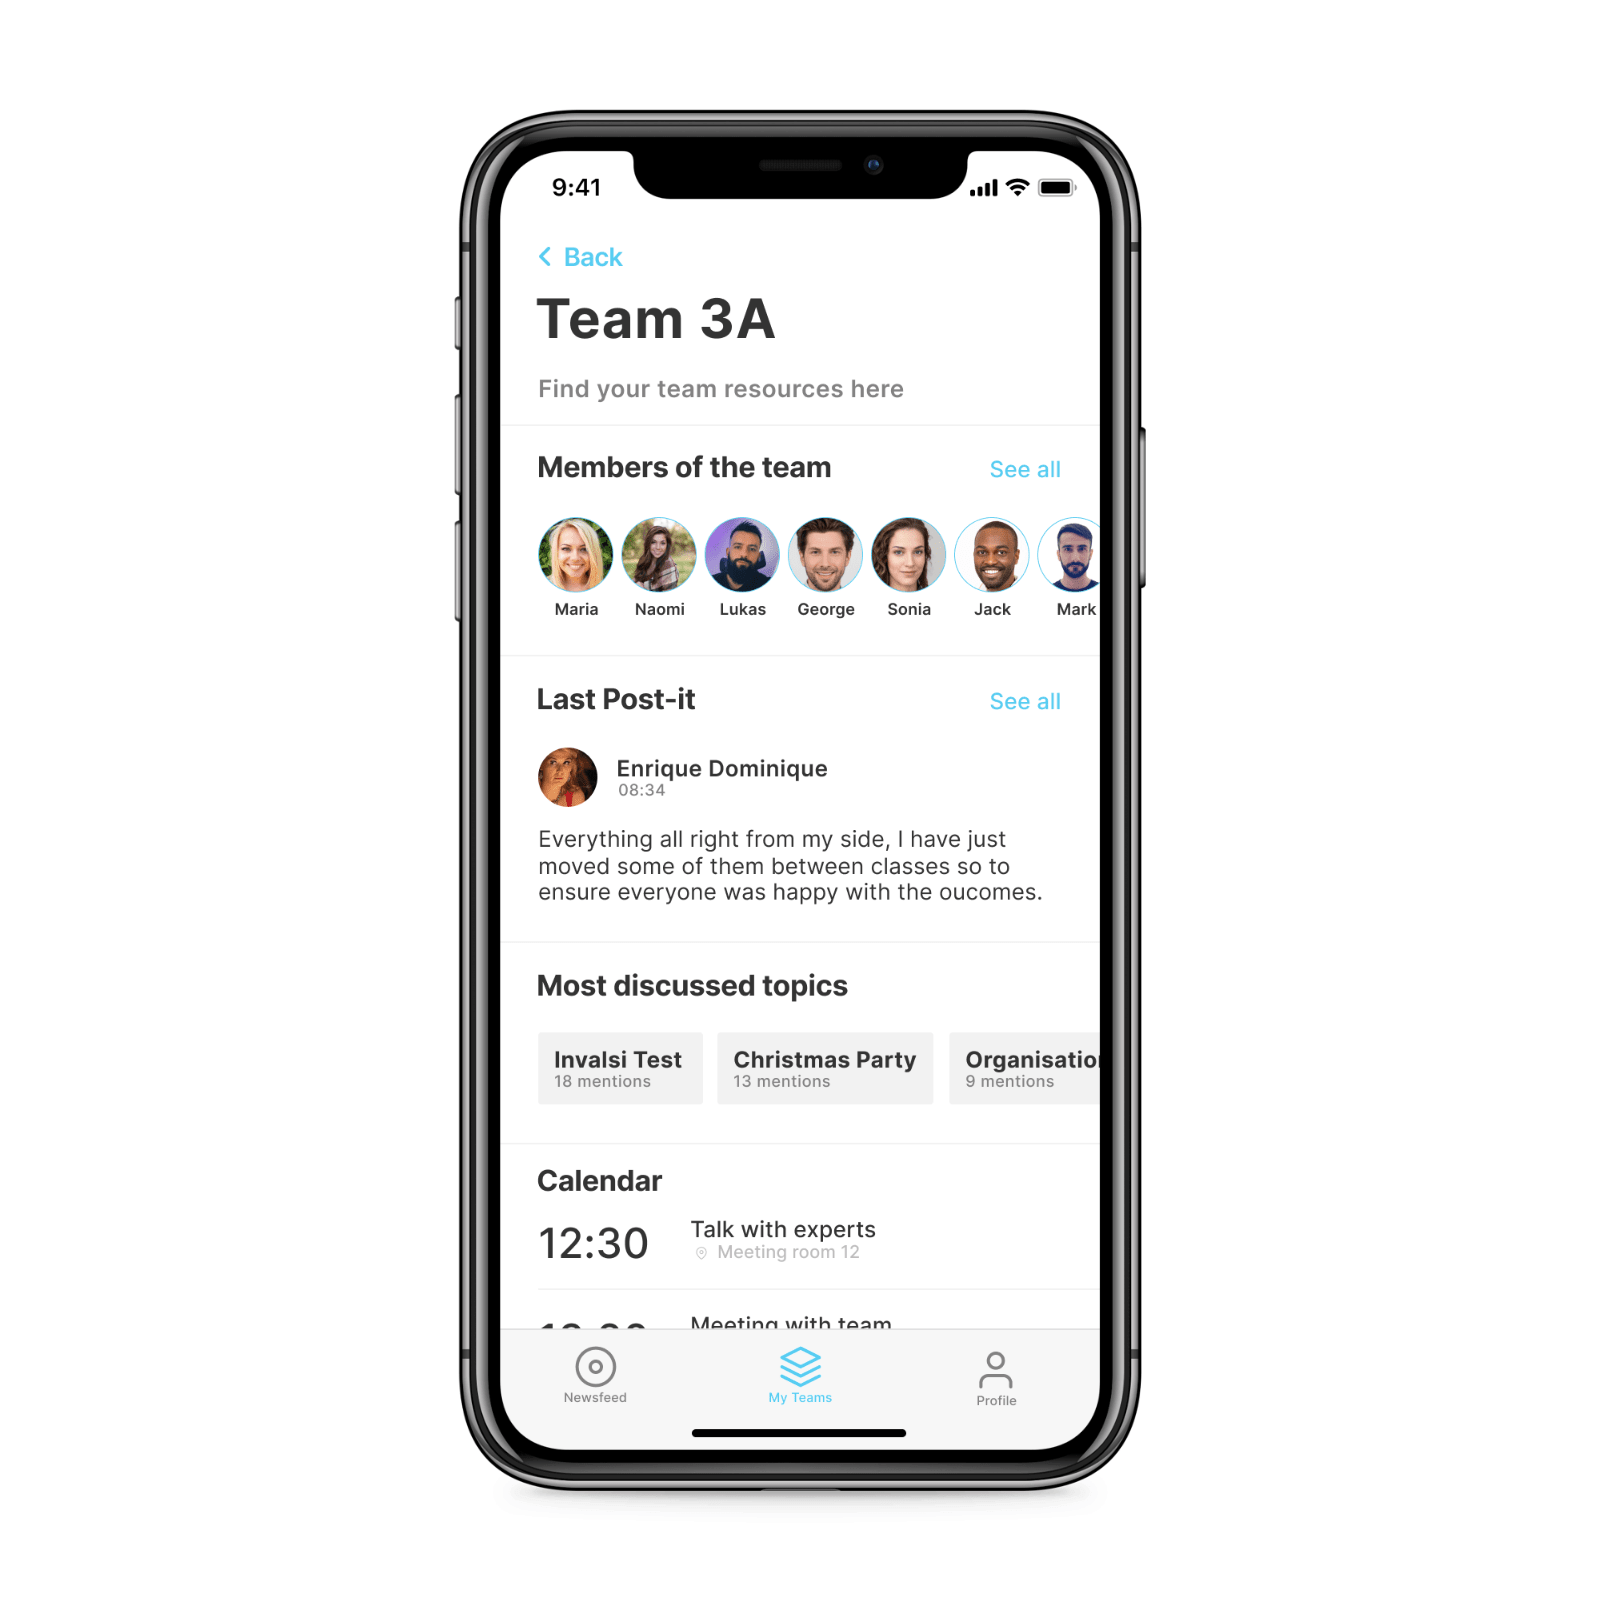 9:41
Back
Team 3A
Find your team resources here
Members of the team
See all
Maria
Naomi
Lukas
George
Sonia
Jack
Mark
Last Post-it
See all
Enrique Dominique
08:34
Everything all right from my side, I have just
moved some of them between classes so to
ensure everyone was happy with the oucomes.
Most discussed topics
Invalsi Test
18 mentions
Christmas Party
13 mentions
Organisatio
9 mentions
Calendar
12:30
Talk with experts
Meeting room 12
Meeting with team
Newsfeed
My Teams
Profile